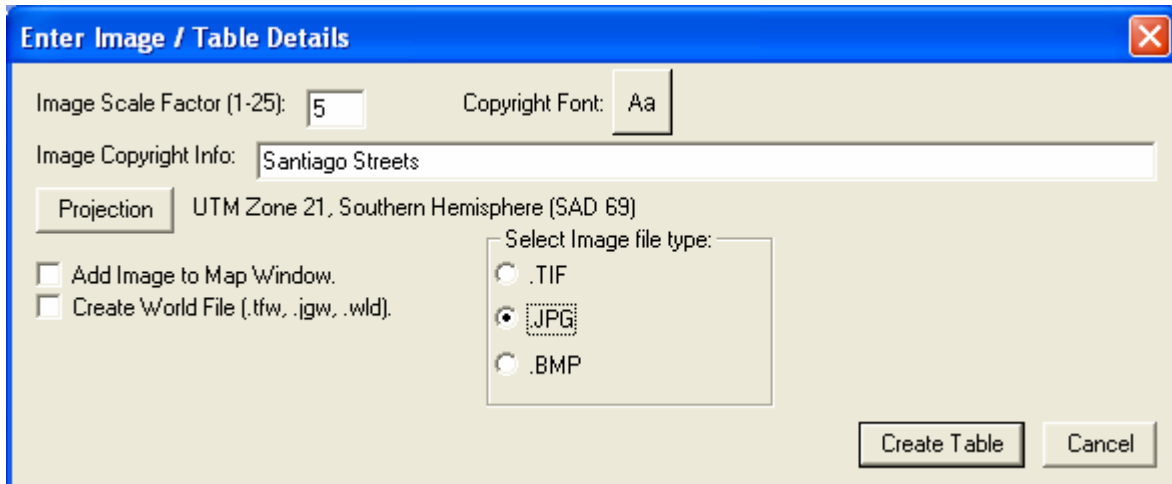 Enter Image / Table Details
Image Scale Factor (1-25): 5 Copyright Font: Aa
Image Copyright Info: Santiago Streets
Projection UTM Zone 21, Southern Hemisphere (SAD 69)
Select Image file type:
Add Image to Map Window. .TIF
Create World File (.tfw, .jgw, .wld). .JPG
.BMP
Create Table Cancel